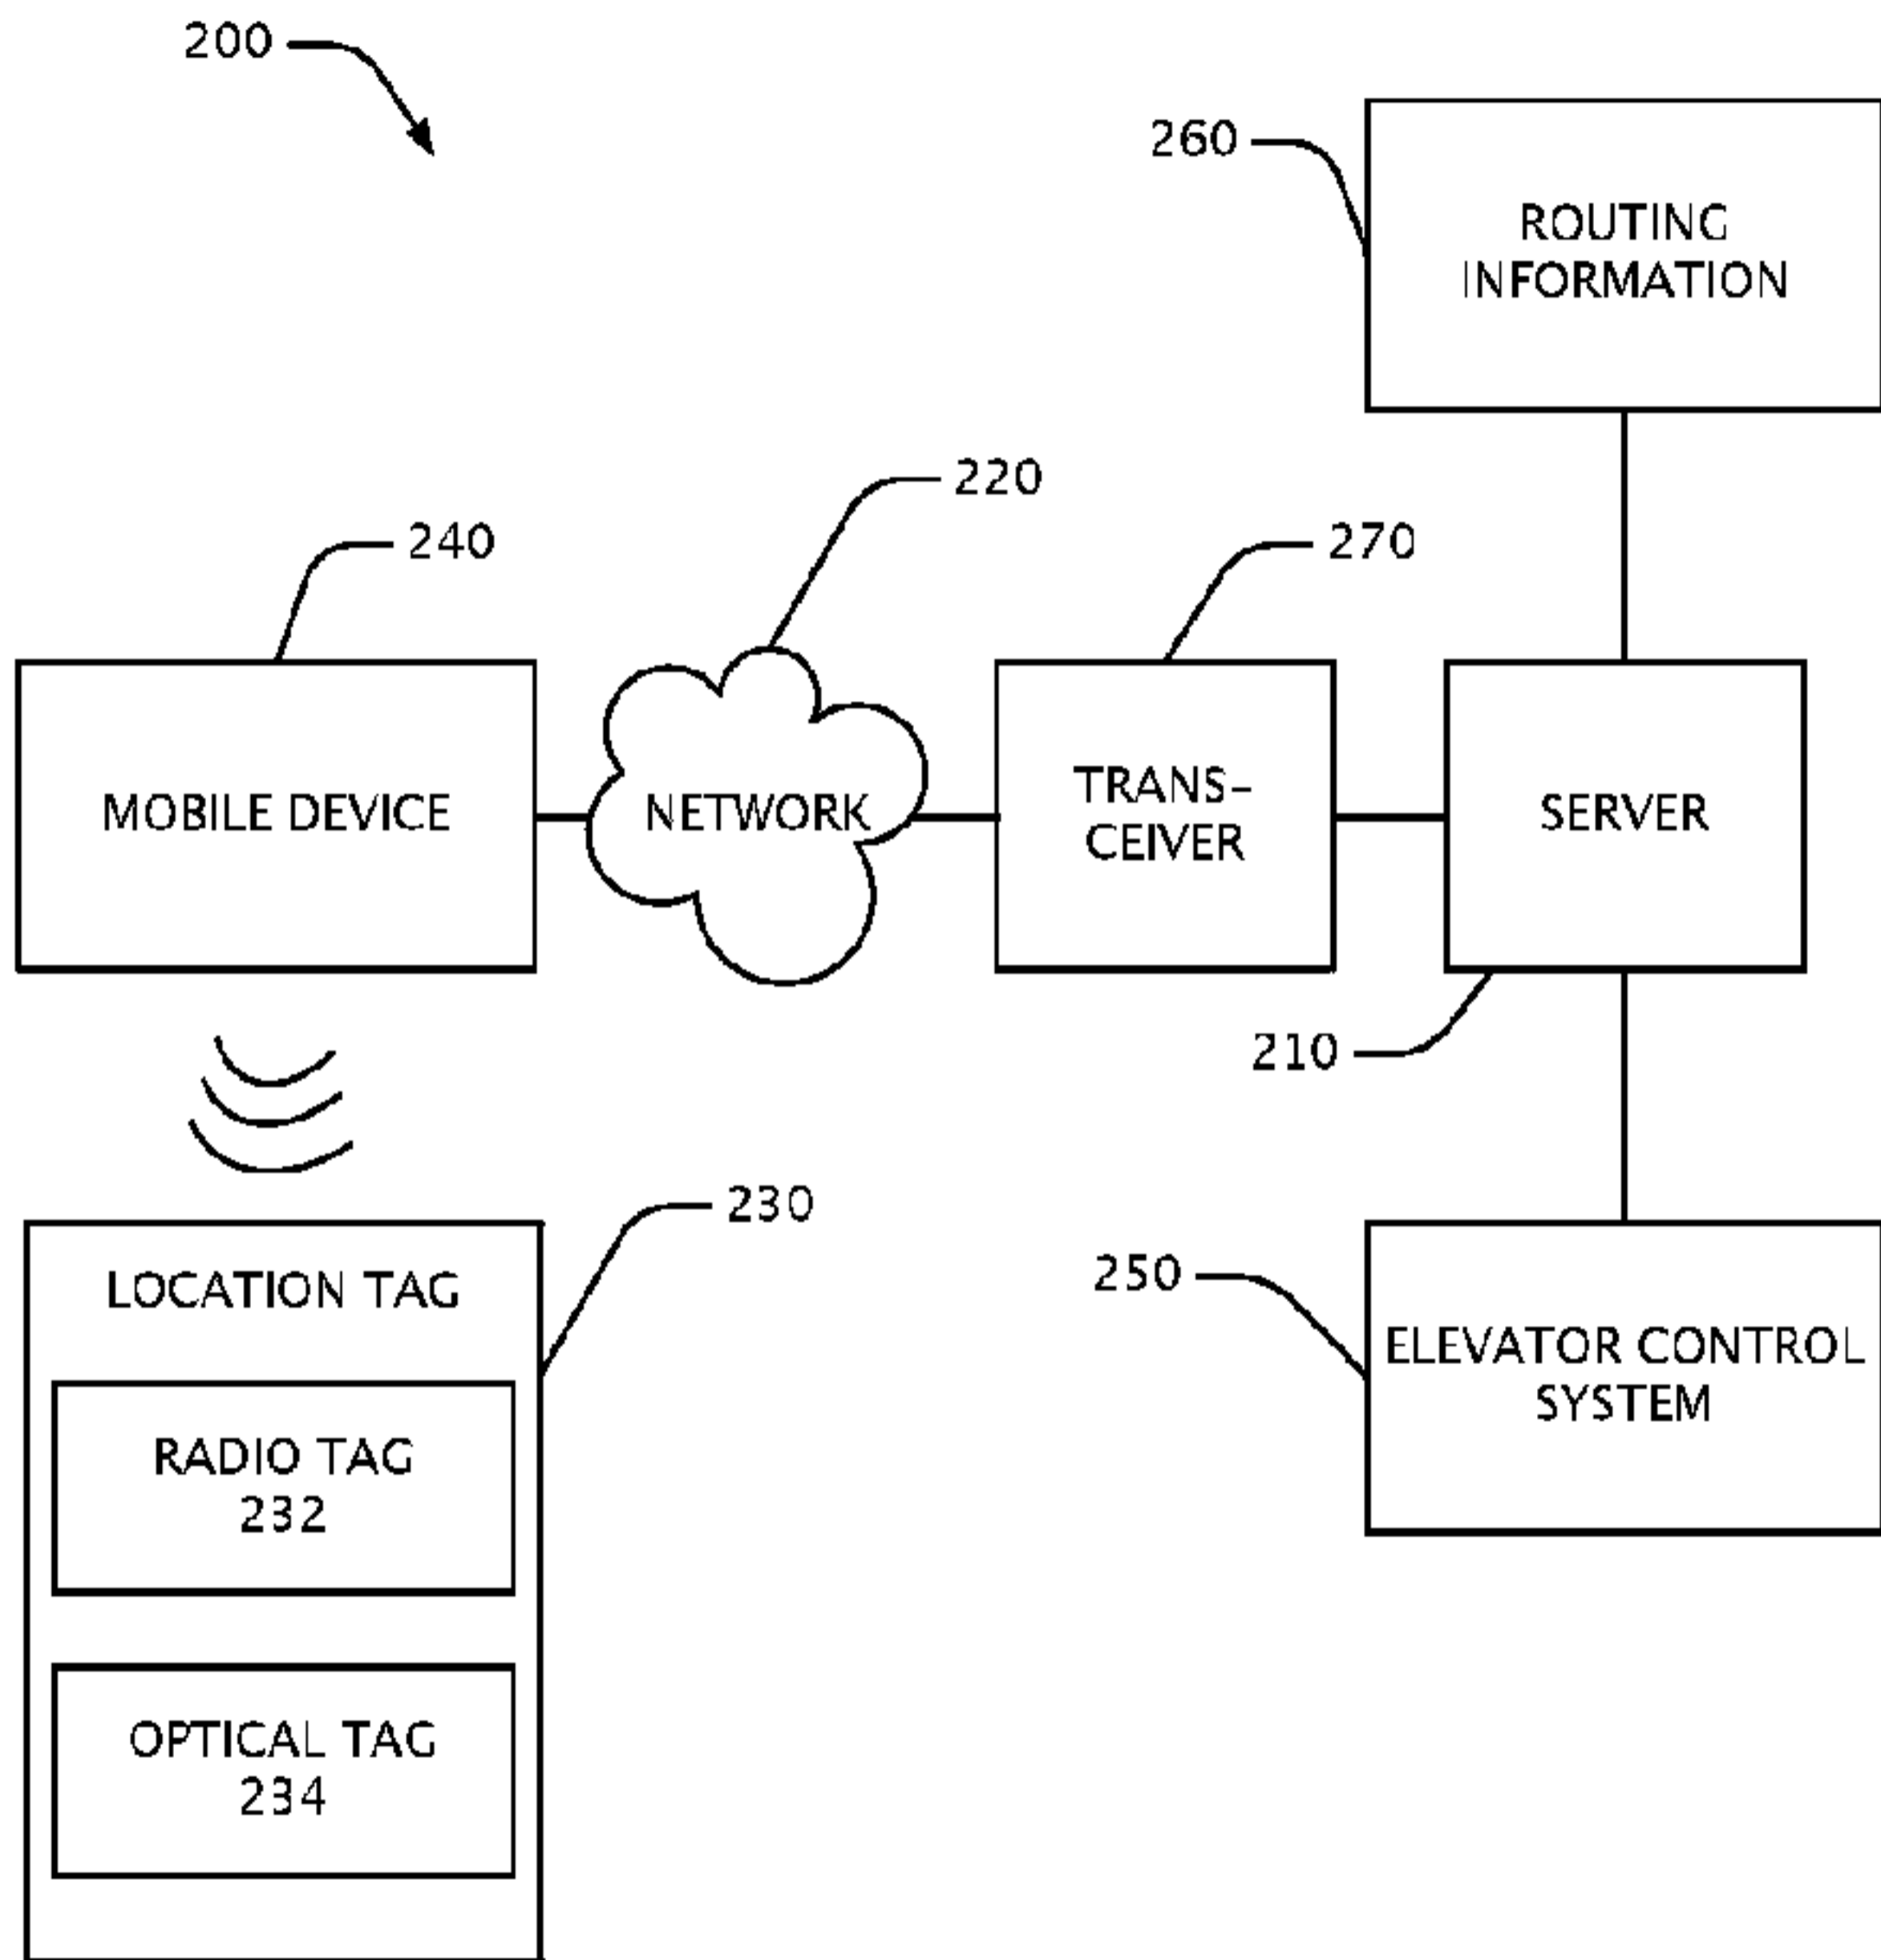 200
260
ROUTING
INFORMATION
220
240
270
MOBILE DEVICE
NETWORK
TRANS-
CEIVER
SERVER
210
230
LOCATION TAG
250
ELEVATOR CONTROL
SYSTEM
RADIO TAG
232
OPTICAL TAG
234